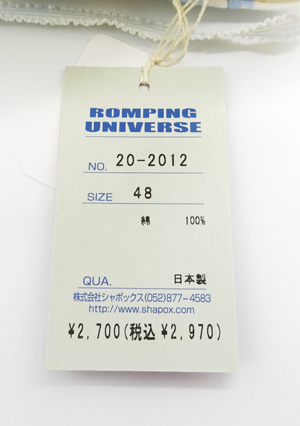 ROMPING
UNIVERSE
NO. 20-2012
SIZE 48
綿 100%
QUA. 日本製
株式会社シャポックス(052)877-4583
http://www.shapox.com
¥2,700(税込¥2,970)